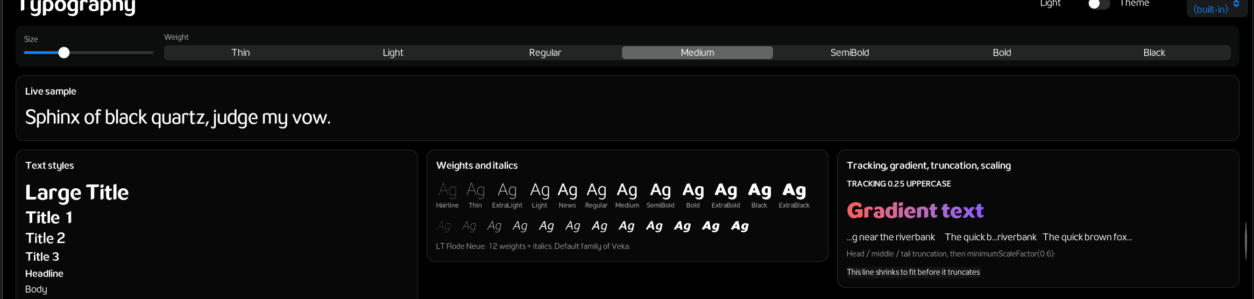 Typography
Light
Theme
(built-in)
Size
Weight
Thin
Light
Regular
Medium
SemiBold
Bold
Black
Live sample
Sphinx of black quartz, judge my vow.
Text styles
Large Title
Title 1
Title 2
Title 3
Headline
Body
Weights and italics
Ag Ag Ag Ag Ag Ag Ag Ag Ag Ag Ag Ag
Hairline Thin ExtraLight Light News Regular Medium SemiBold Bold ExtraBold Black ExtraBlack
Ag Ag Ag Ag Ag Ag Ag Ag Ag Ag Ag Ag
LT Flode Neue: 12 weights + italics. Default family of Veka.
Tracking, gradient, truncation, scaling
TRACKING 0.25 UPPERCASE
Gradient text
...g near the riverbank The quick b...riverbank The quick brown fox...
Head / middle / tail truncation, then minimumScaleFactor(0.6):
This line shrinks to fit before it truncates